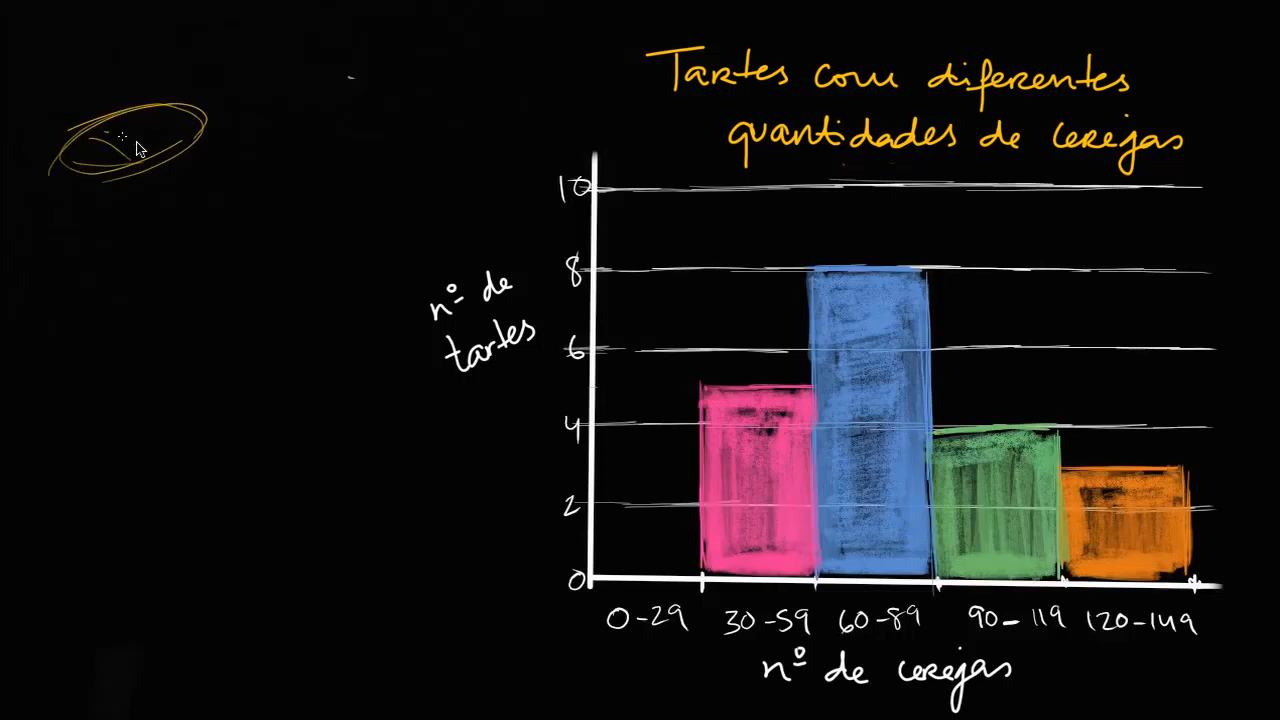 Tartes com diferentes
quantidades de cerejas
10
8
nº de
tartes
6
4
2
0
0-29 30-59 60-89 90-119 120-149
nº de cerejas